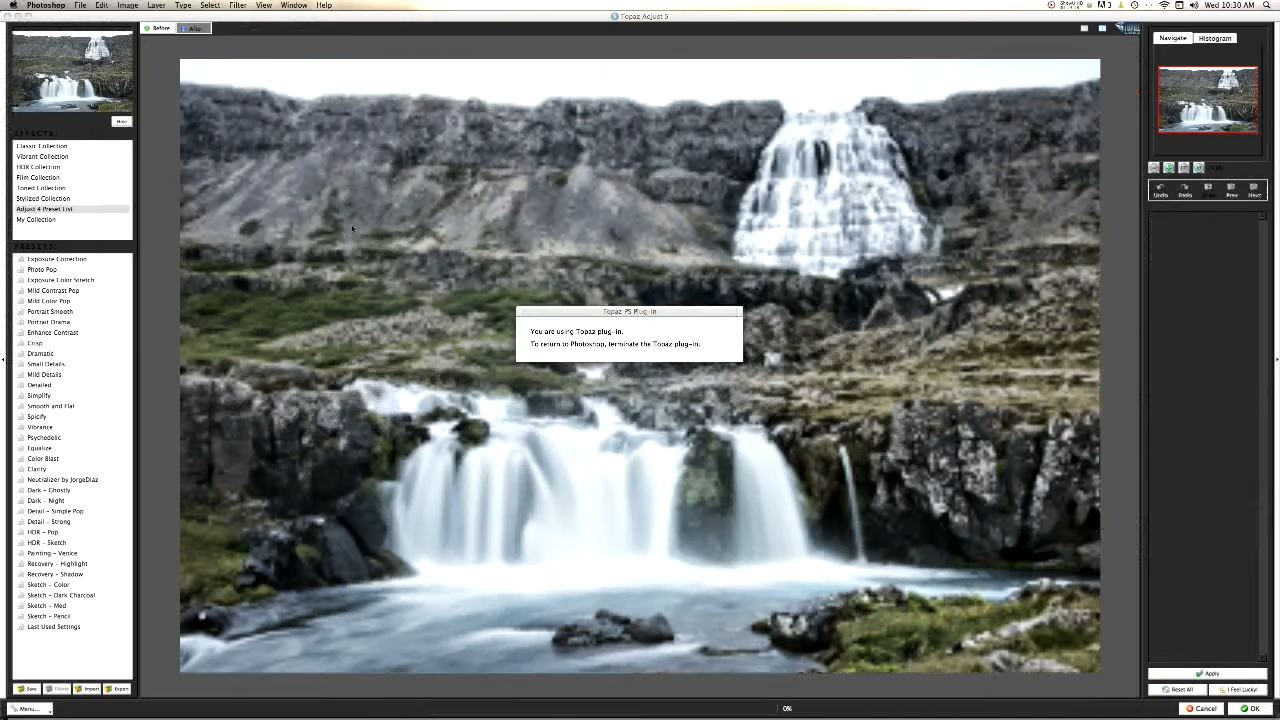 Photoshop File Edit Image Layer Type Select Filter View Window Help
Wed 10:30 AM
Topaz Adjust 5
Before After
Navigate Histogram
Hide
EFFECTS:
Classic Collection
Vibrant Collection
HDR Collection
Film Collection
Toned Collection
Stylized Collection
Adjust 4 Preset List
My Collection
Undo Redo Prev Next
PRESETS:
Exposure Correction
Photo Pop
Exposure Color Stretch
Mild Contrast Pop
Mild Color Pop
Portrait Smooth
Portrait Drama
Enhance Contrast
Crisp
Dramatic
Small Details
Mild Details
Detailed
Simplify
Smooth and Flat
Spicify
Vibrance
Psychedelic
Equalize
Color Blast
Clarity
Neutralizer by JorgeDiaz
Dark - Ghostly
Dark - Night
Detail - Simple Pop
Detail - Strong
HDR - Pop
HDR - Sketch
Painting - Venice
Recovery - Highlight
Recovery - Shadow
Sketch - Color
Sketch - Dark Charcoal
Sketch - Med
Sketch - Pencil
Last Used Settings
Topaz PS Plug-in
You are using Topaz plug-in.
To return to Photoshop, terminate the Topaz plug-in.
Save Delete Import Export
Apply
Reset All I Feel Lucky!
Menu...
0%
Cancel OK